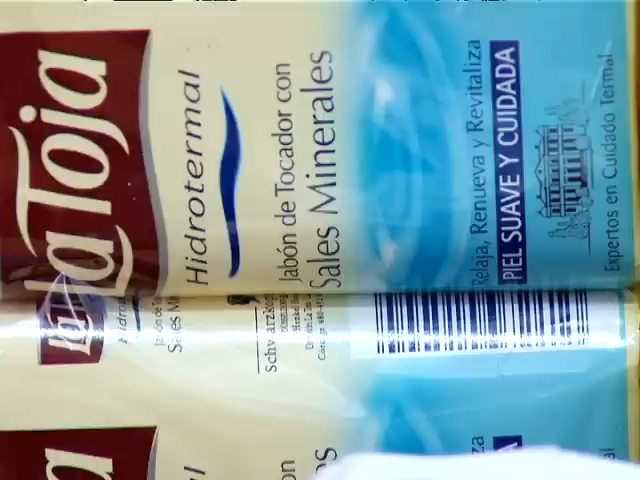 La Toja
Hidrotermal
Jabón de Tocador con
Sales Minerales
Relaja, Renueva y Revitaliza
PIEL SUAVE Y CUIDADA
Expertos en Cuidado Termal